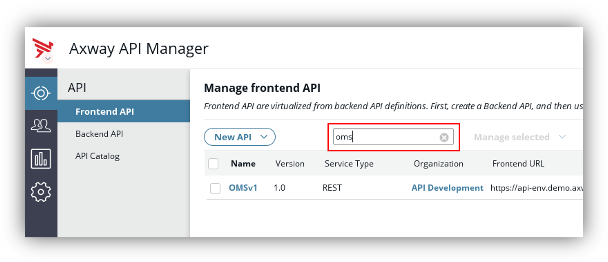 Axway API Manager
API
Frontend API
Backend API
API Catalog
Manage frontend API
Frontend API are virtualized from backend API definitions. First, create a Backend API, and then us
New API
oms
Manage selected
Name Version Service Type Organization Frontend URL
OMSv1 1.0 REST API Development https://api-env.demo.axw